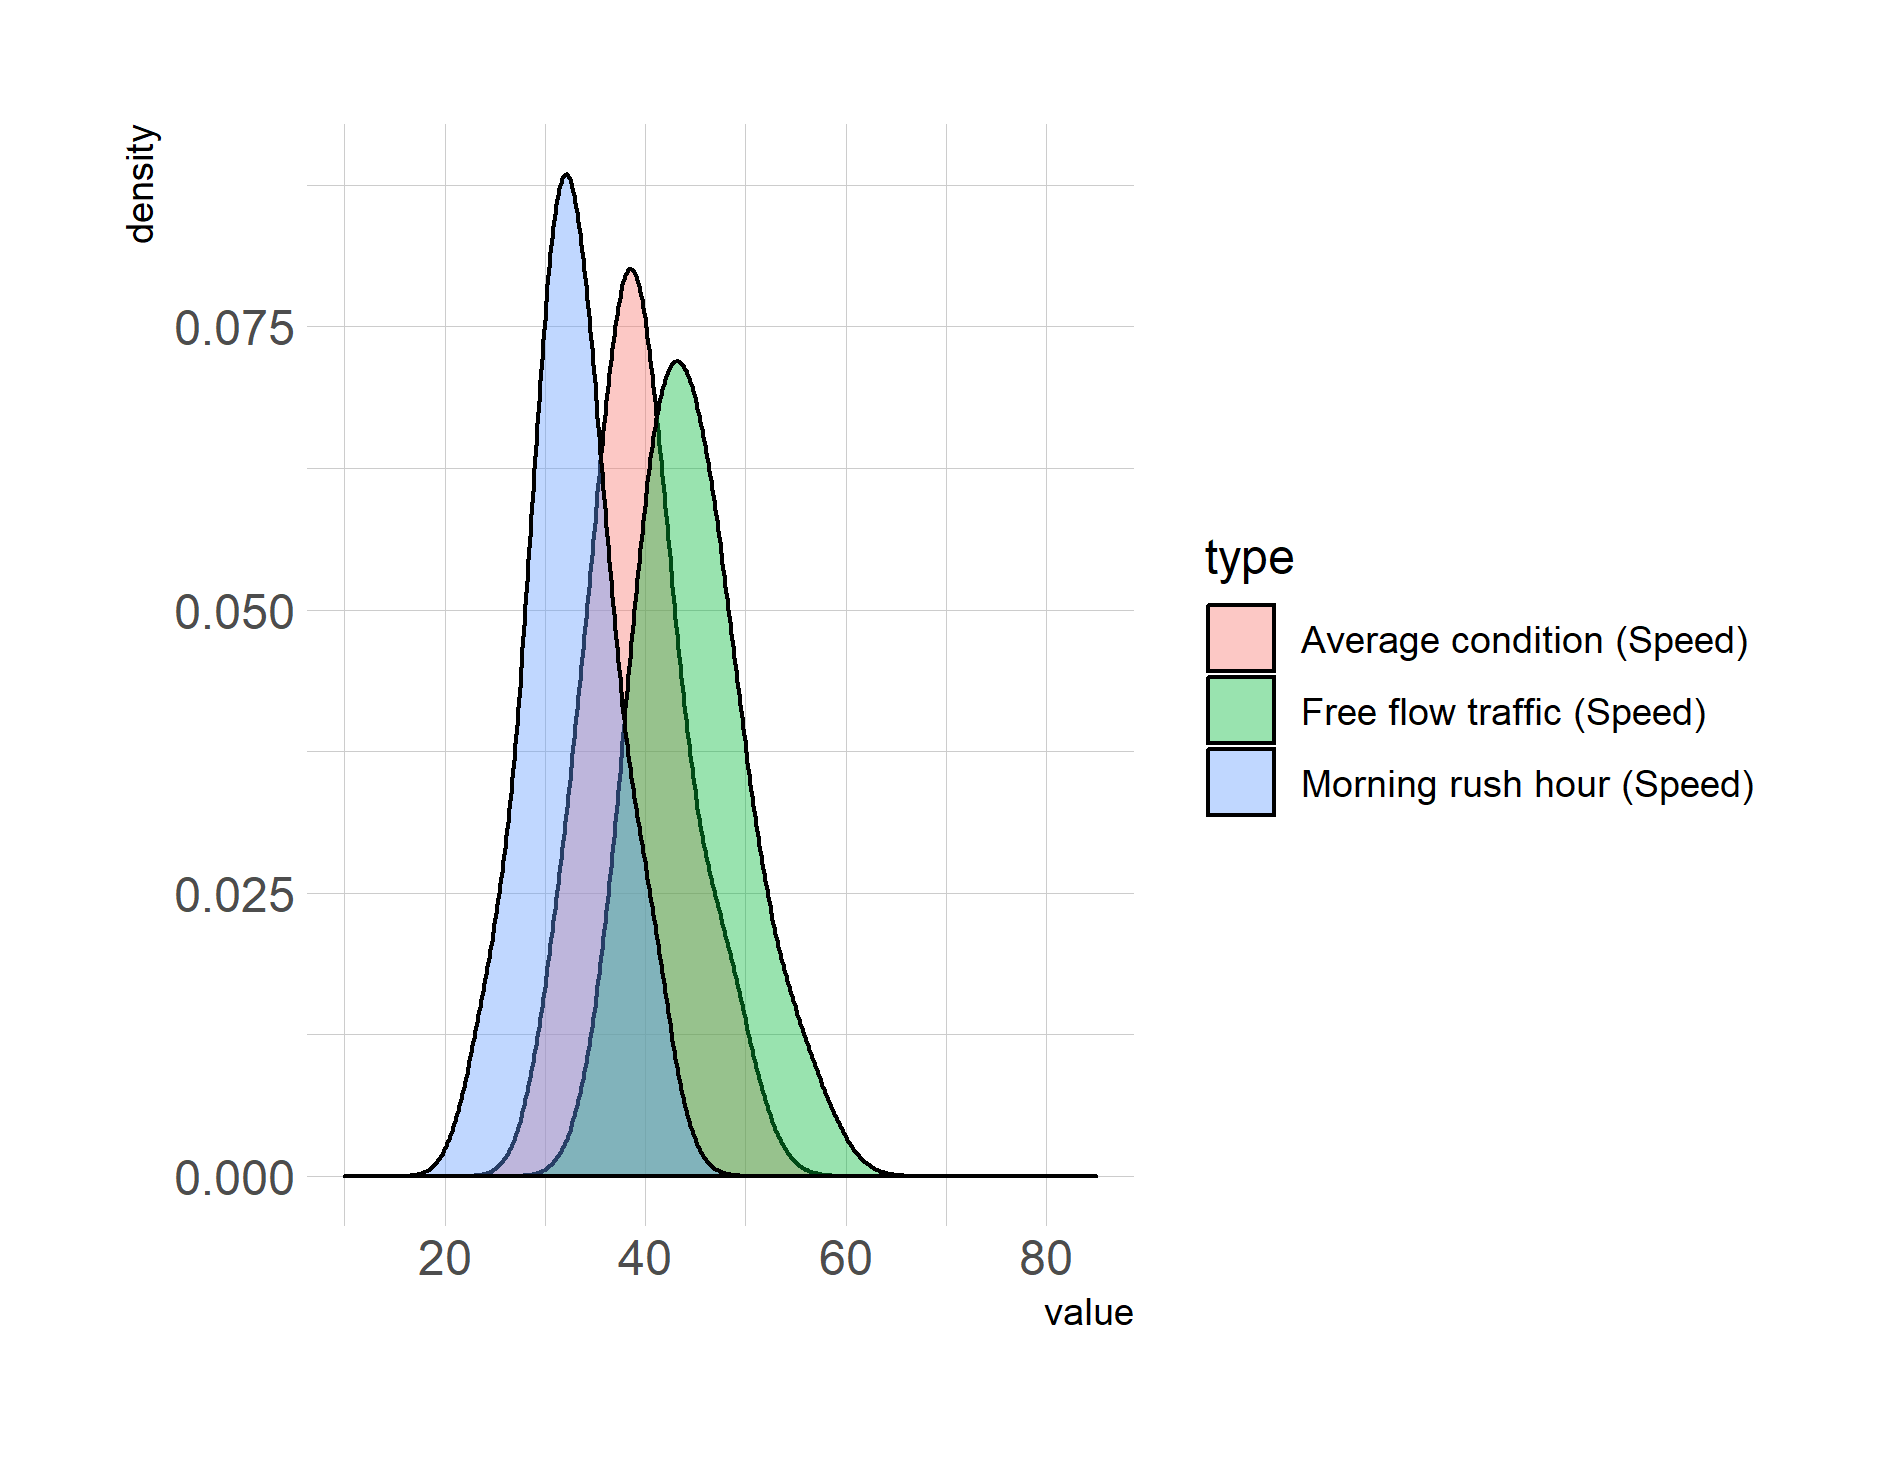 density
0.075
0.050
0.025
0.000
20 40 60 80
value
type
Average condition (Speed)
Free flow traffic (Speed)
Morning rush hour (Speed)